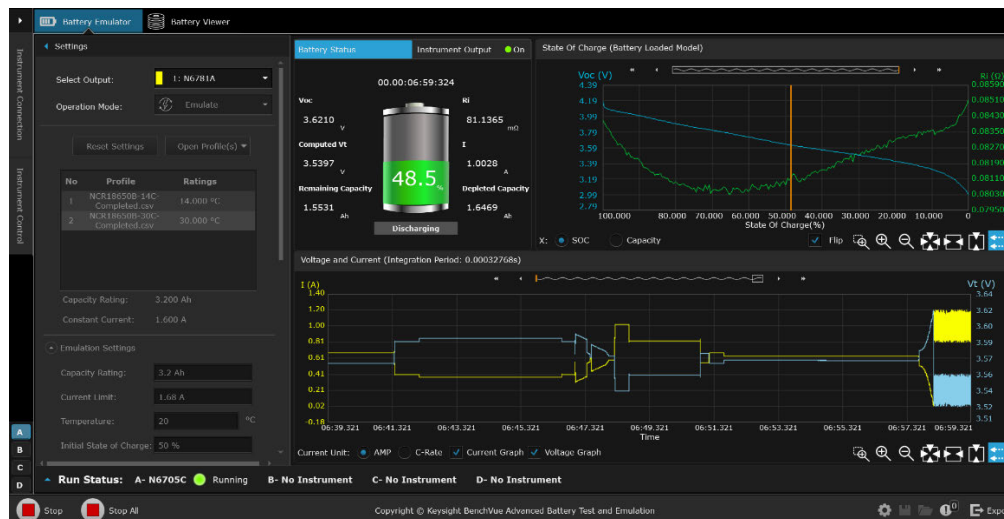 Battery Emulator
Battery Viewer
Instrument Connection
Instrument Control
Settings
Select Output: 1: N6781A
Operation Mode: Emulate
Reset Settings Open Profile(s)
No Profile Ratings
1 NCR18650B-14C-Completed.csv 14.000 ºC
2 NCR18650B-30C-Completed.csv 30.000 ºC
Capacity Rating: 3.200 Ah
Constant Current: 1.600 A
Emulation Settings
Capacity Rating: 3.2 Ah
Current Limit: 1.68 A
Temperature: 20 ºC
Initial State of Charge: 50 %
Battery Status
Instrument Output On
00.00:06:59:324
Voc Ri
3.6210 V 81.1365 mΩ
Computed Vt I
3.5397 V 1.0028 A
Remaining Capacity Depleted Capacity
48.5%
1.5531 Ah 1.6469 Ah
Discharging
State Of Charge (Battery Loaded Model)
Voc (V) Ri (Ω)
4.39 0.08590
4.19 0.08510
3.99 0.08430
3.79 0.08350
3.59 0.08270
3.39 0.08190
3.19 0.08110
2.99 0.08030
2.79 0.07950
100.000 80.000 70.000 60.000 50.000 40.000 30.000 20.000 10.000 0
State Of Charge(%)
X: SOC Capacity Flip
Voltage and Current (Integration Period: 0.00032768s)
I (A) Vt (V)
1.40 3.64
1.20 3.62
1.00 3.60
0.81 3.59
0.61 3.57
0.41 3.56
0.21 3.54
0.02 3.52
-0.18 3.51
06:39.321 06:41.321 06:43.321 06:45.321 06:47.321 06:49.321 06:51.321 06:53.321 06:55.321 06:57.321 06:59.321
Time
Current Unit: AMP C-Rate Current Graph Voltage Graph
A
B
C
D
Run Status: A- N6705C Running B- No Instrument C- No Instrument D- No Instrument
Stop Stop All Copyright © Keysight BenchVue Advanced Battery Test and Emulation 0 Expo